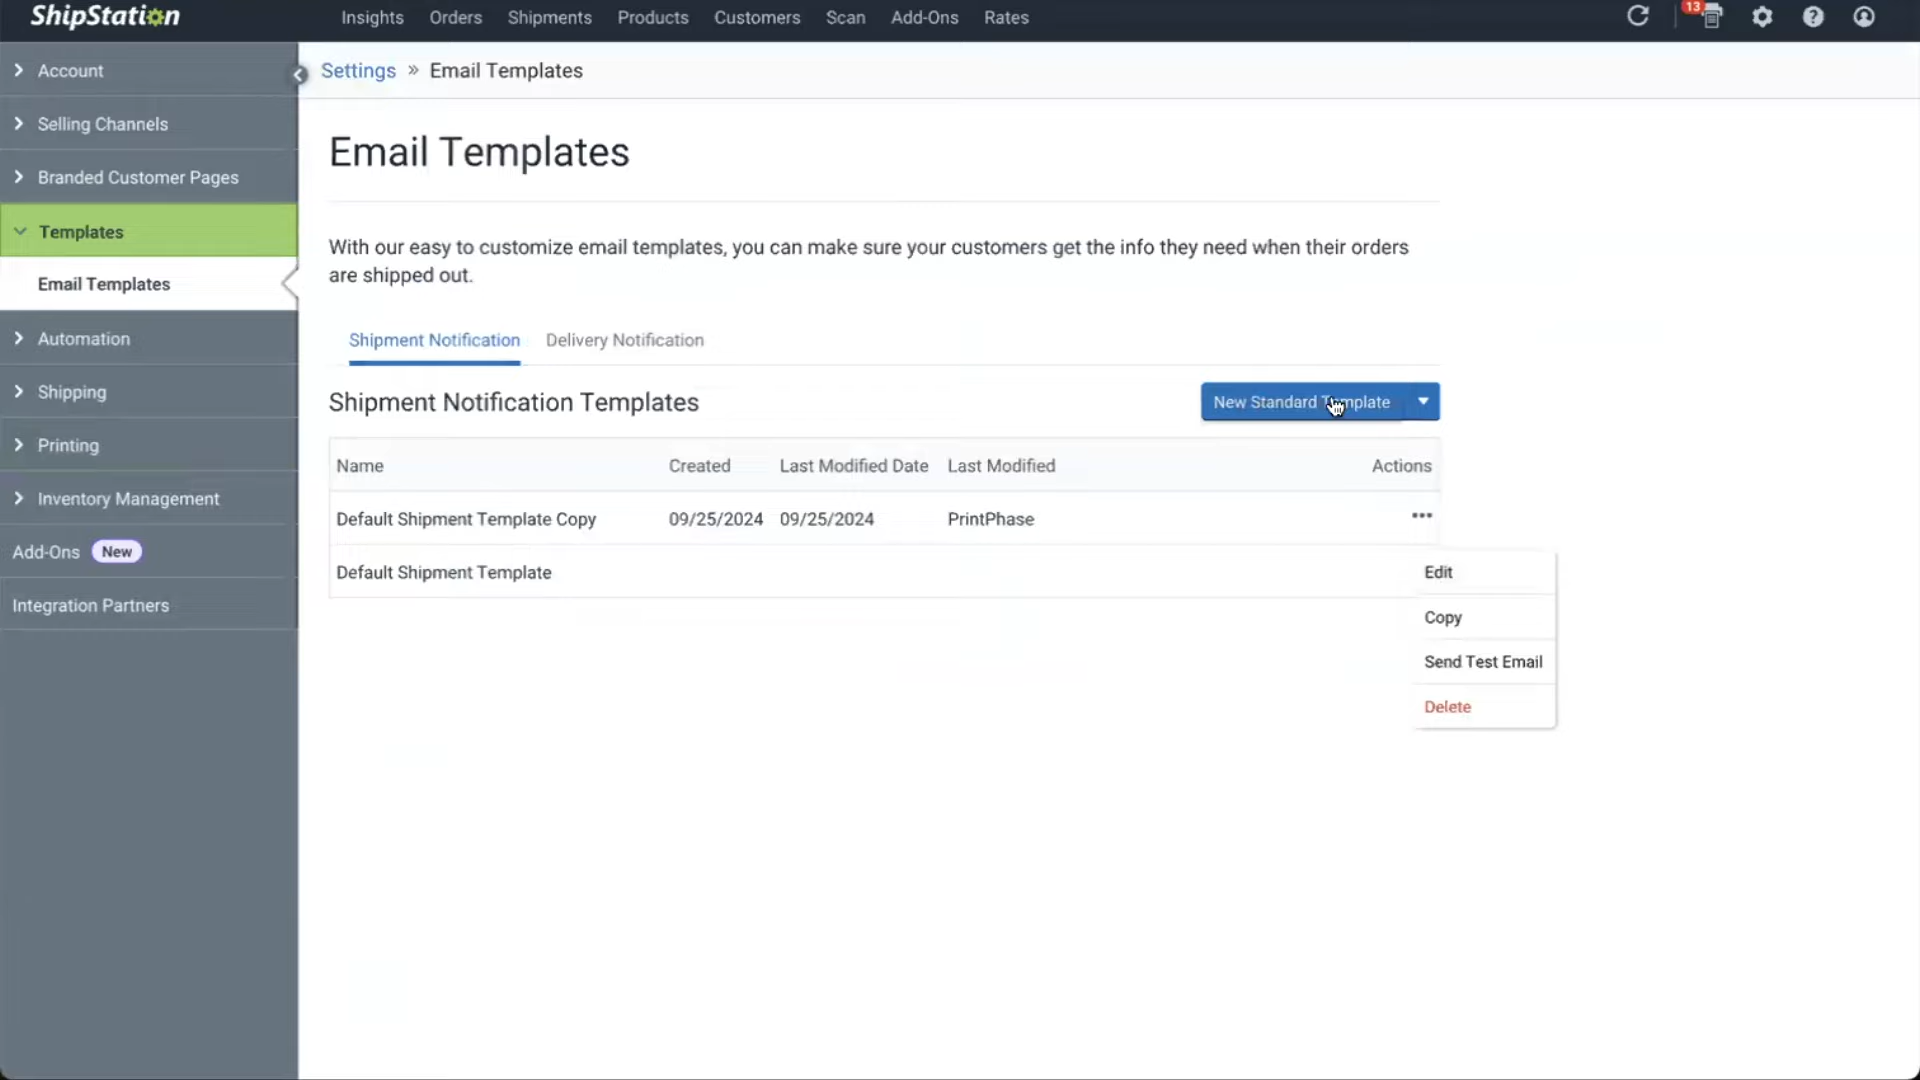 ShipStation
Insights Orders Shipments Products Customers Scan Add-Ons Rates
13
Account
Settings » Email Templates
Selling Channels
Branded Customer Pages
Templates
Email Templates
Automation
Shipping
Printing
Inventory Management
Add-Ons New
Integration Partners
Email Templates
With our easy to customize email templates, you can make sure your customers get the info they need when their orders
are shipped out.
Shipment Notification Delivery Notification
Shipment Notification Templates
New Standard Template
Name Created Last Modified Date Last Modified Actions
Default Shipment Template Copy 09/25/2024 09/25/2024 PrintPhase •••
Default Shipment Template
Edit
Copy
Send Test Email
Delete